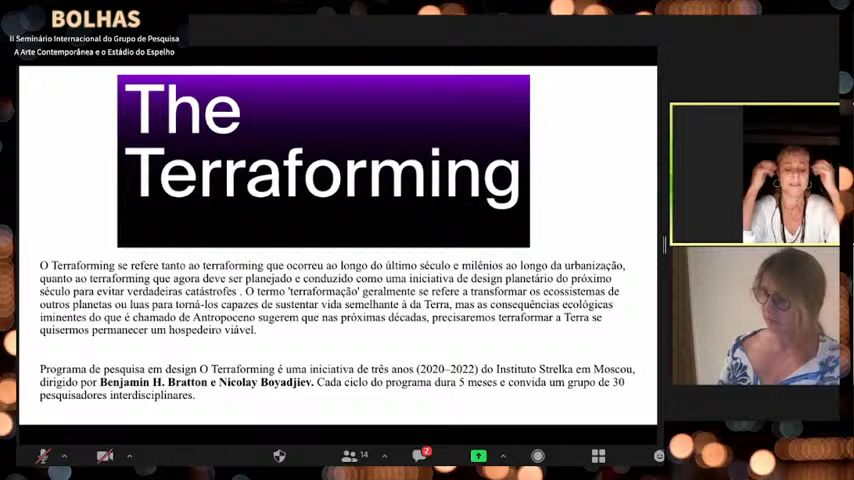 BOLHAS
II Seminário Internacional do Grupo de Pesquisa
A Arte Contemporânea e o Estádio do Espelho
The
Terraforming
O Terraforming se refere tanto ao terraforming que ocorreu ao longo do último século e milênios ao longo da urbanização,
quanto ao terraforming que agora deve ser planejado e conduzido como uma iniciativa de design planetário do próximo
século para evitar verdadeiras catástrofes . O termo 'terraformação' geralmente se refere a transformar os ecossistemas de
outros planetas ou luas para torná-los capazes de sustentar vida semelhante à da Terra, mas as consequências ecológicas
iminentes do que é chamado de Antropoceno sugerem que nas próximas décadas, precisaremos terraformar a Terra se
quisermos permanecer um hospedeiro viável.
Programa de pesquisa em design O Terraforming é uma iniciativa de três anos (2020–2022) do Instituto Strelka em Moscou,
dirigido por Benjamin H. Bratton e Nicolay Boyadjiev. Cada ciclo do programa dura 5 meses e convida um grupo de 30
pesquisadores interdisciplinares.
14
2